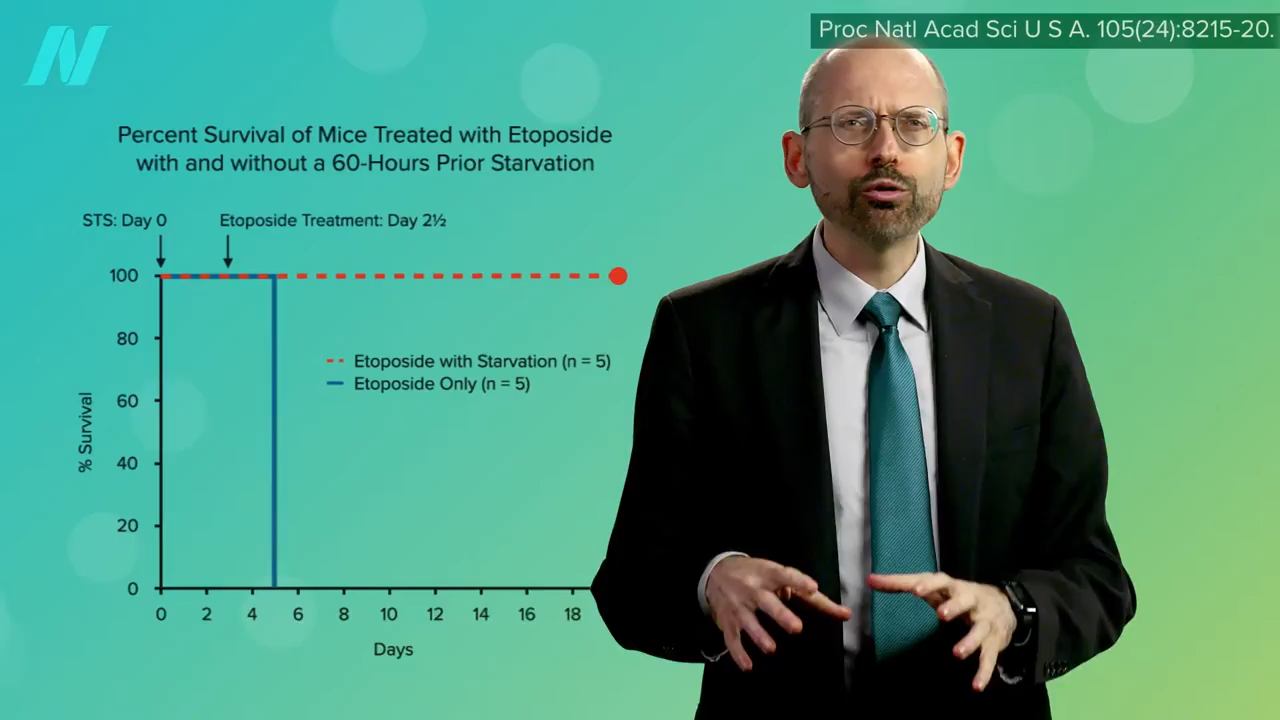 Proc Natl Acad Sci U S A. 105(24):8215-20.
N
Percent Survival of Mice Treated with Etoposide
with and without a 60-Hours Prior Starvation
STS: Day 0
Etoposide Treatment: Day 2½
100
80
60
40
20
0
% Survival
Etoposide with Starvation (n = 5)
Etoposide Only (n = 5)
0 2 4 6 8 10 12 14 16 18
Days